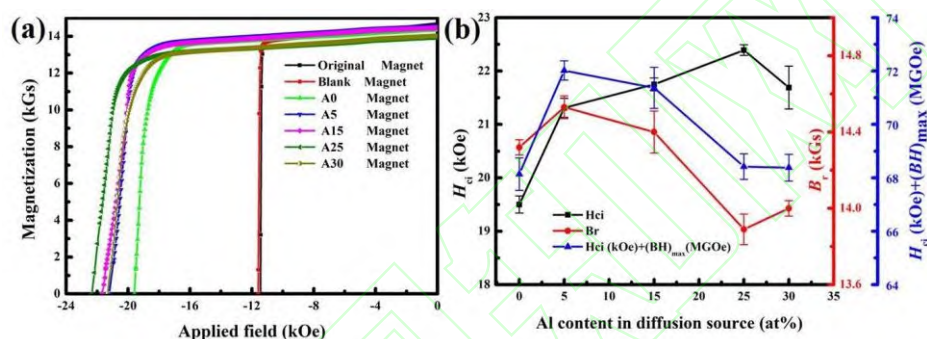 (a)
Magnetization (kGs)
14
12
10
8
6
4
2
0
Original Magnet
Blank Magnet
A0 Magnet
A5 Magnet
A15 Magnet
A25 Magnet
A30 Magnet
-24 -20 -16 -12 -8 -4 0
Applied field (kOe)
(b)
Hci (kOe)
23
22
21
20
19
18
Hci
Br
Hci (kOe)+(BH)max(MGOe)
0 5 10 15 20 25 30 35
Al content in diffusion source (at%)
14.8
14.4
14.0
13.6
Br (kGs)
74
72
70
68
66
64
Hci (kOe)+(BH)max (MGOe)